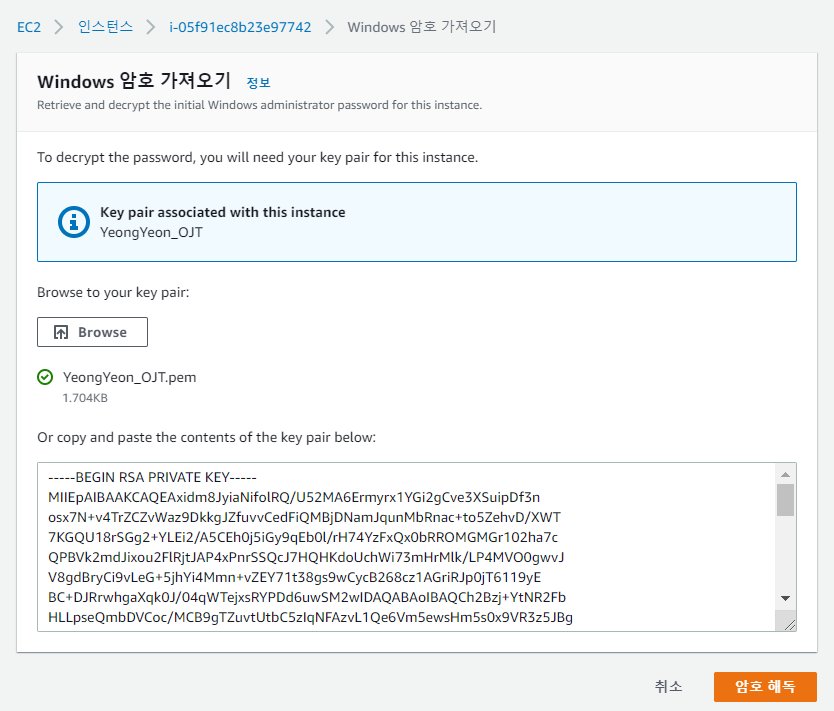 EC2 > 인스턴스 > i-05f91ec8b23e97742 > Windows 암호 가져오기
Windows 암호 가져오기 정보
Retrieve and decrypt the initial Windows administrator password for this instance.
To decrypt the password, you will need your key pair for this instance.
Key pair associated with this instance
YeongYeon_OJT
Browse to your key pair:
Browse
YeongYeon_OJT.pem
1.704KB
Or copy and paste the contents of the key pair below:
-----BEGIN RSA PRIVATE KEY-----
MIIEpAIBAAKCAQEAxidm8JyiaNifolRQ/U52MA6Ermyrx1YGi2gCve3XSuipDf3n
osx7N+v4TrZCZvWaz9DkkgJZfuvvCedFiQMBjDNamJqunMbRnac+to5ZehvD/XWT
7KGQU18rSGg2+YLEi2/A5CEh0j5iGy9qEb0l/rH74YzFxQx0bRROMGMGr102ha7c
QPBVk2mdJixou2FlRjtJAP4xPnrSSQcJ7HQHKdoUchWi73mHrMlk/LP4MVO0gwvJ
V8gdBryCi9vLeG+5jhYi4Mmn+vZEY71t38gs9wCycB268cz1AGriRJp0jT6119yE
BC+DJRrwhgaXqk0J/04qWTejxsRYPDd6uwSM2wIDAQABAoIBAQCh2Bzj+YtNR2Fb
HLLpseQmbDVCoc/MCB9gTZuvtUtbC5zIqNFAzvL1Qe6Vm5ewsHm5s0x9VR3z5JBg
취소
암호 해독